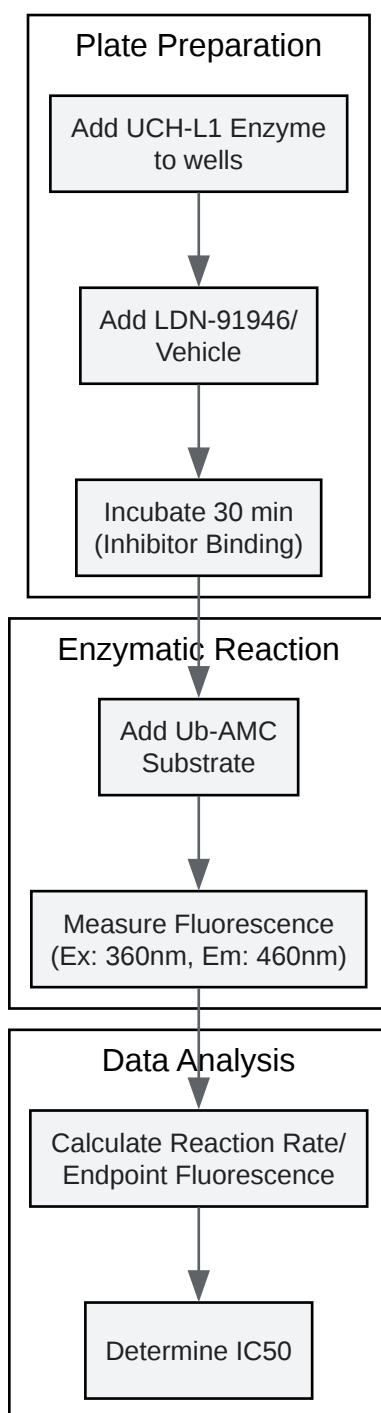 Plate Preparation
Add UCH-L1 Enzyme
to wells
Add LDN-91946/
Vehicle
Incubate 30 min
(Inhibitor Binding)
Enzymatic Reaction
Add Ub-AMC
Substrate
Measure Fluorescence
(Ex: 360nm, Em: 460nm)
Data Analysis
Calculate Reaction Rate/
Endpoint Fluorescence
Determine IC50